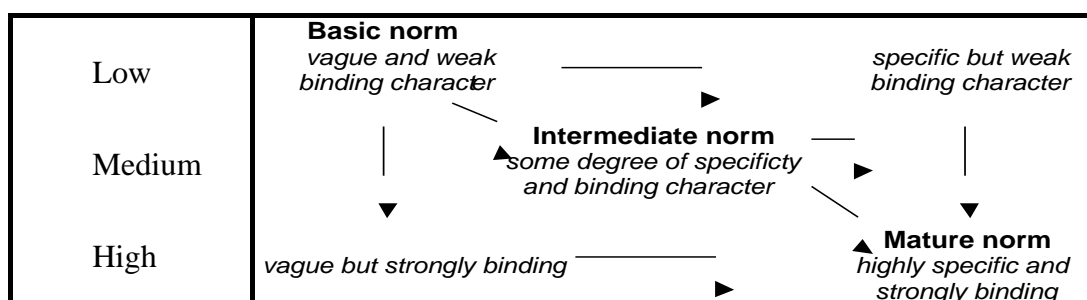 Basic norm
Low
vague and weak
binding character
specific but weak
binding character
Intermediate norm
Medium
some degree of specificty
and binding character
High
vague but strongly binding
Mature norm
highly specific and
strongly binding